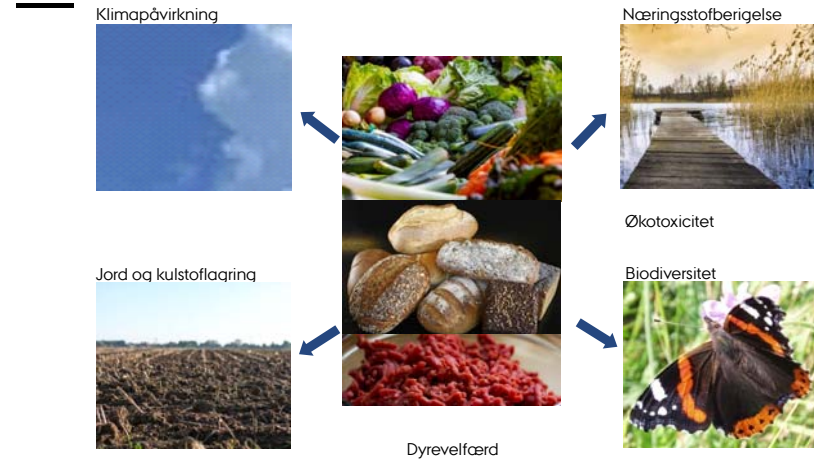 Klimapåvirkning
Næringsstofberigelse
Økotoxicitet
Jord og kulstoflagring
Biodiversitet
Dyrevelfærd